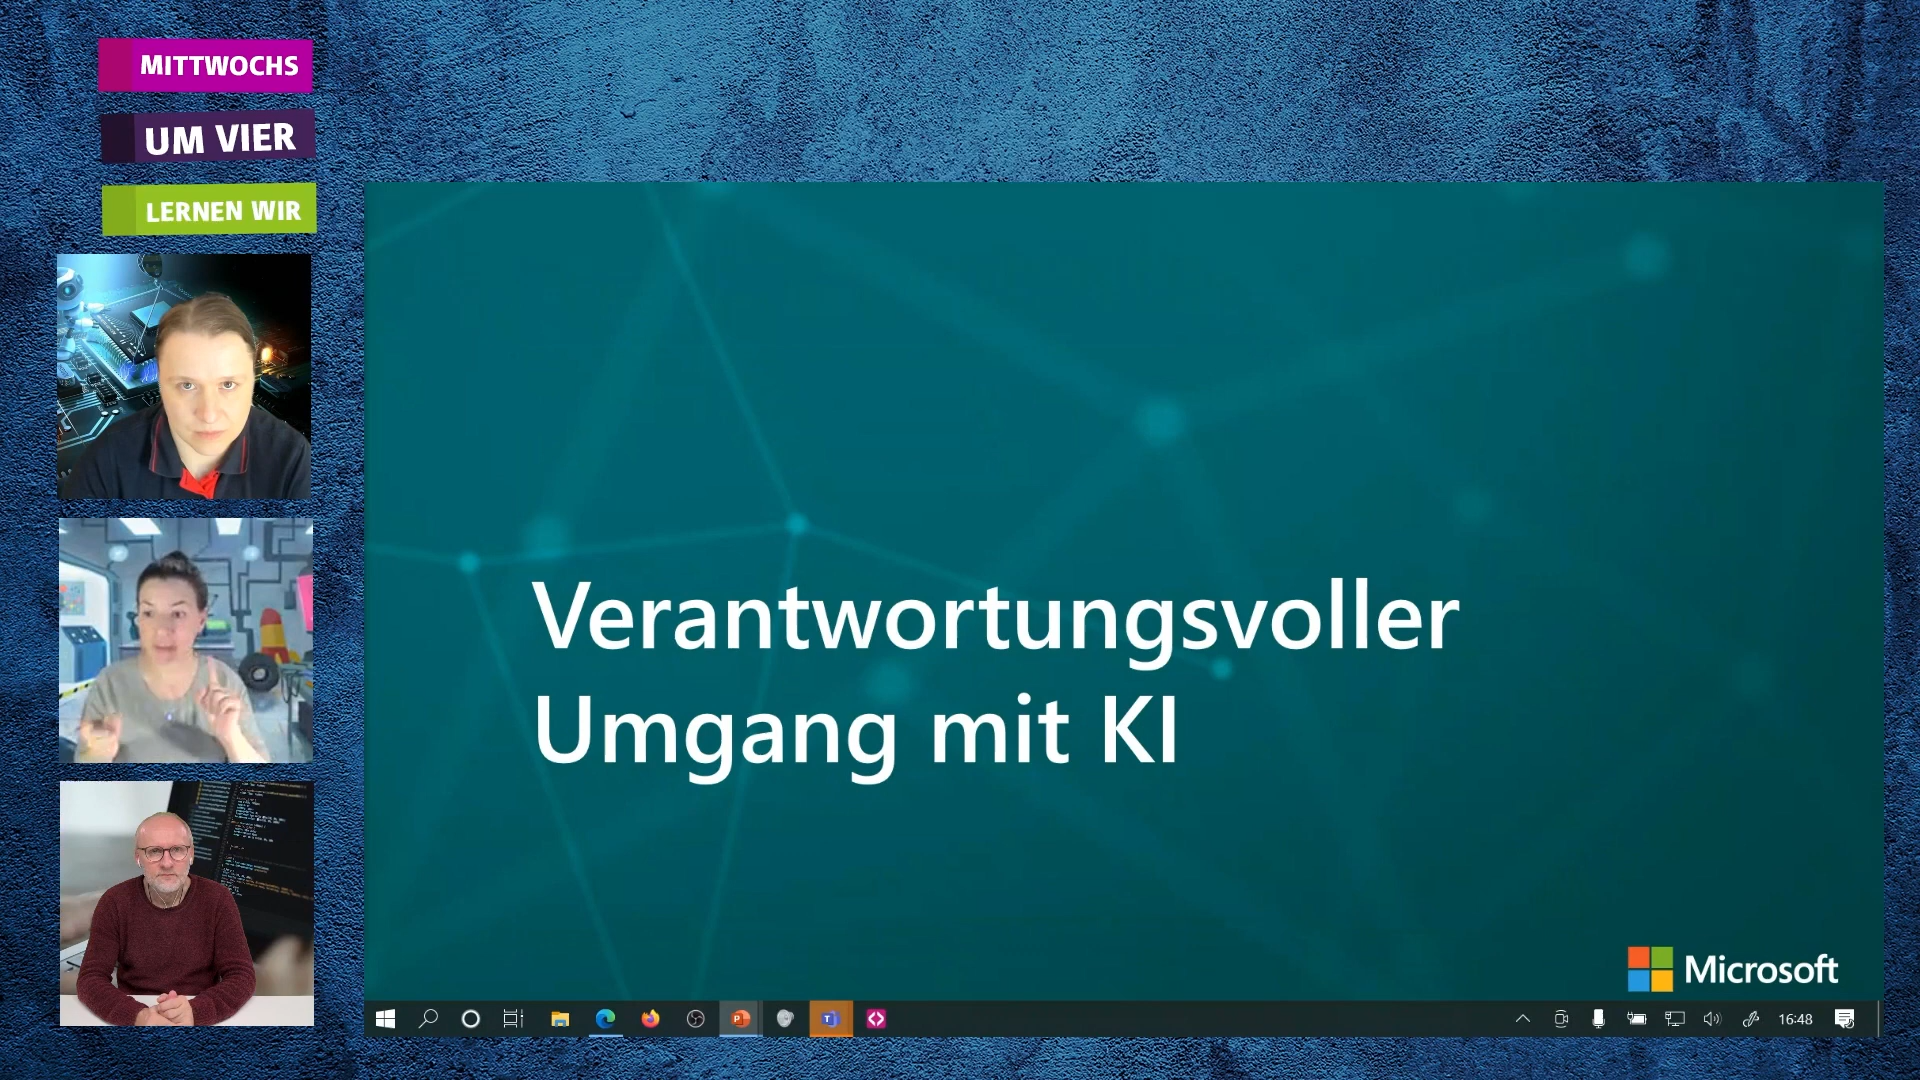 MITTWOCHS
UM VIER
LERNEN WIR
Verantwortungsvoller
Umgang mit KI
Microsoft
16:48